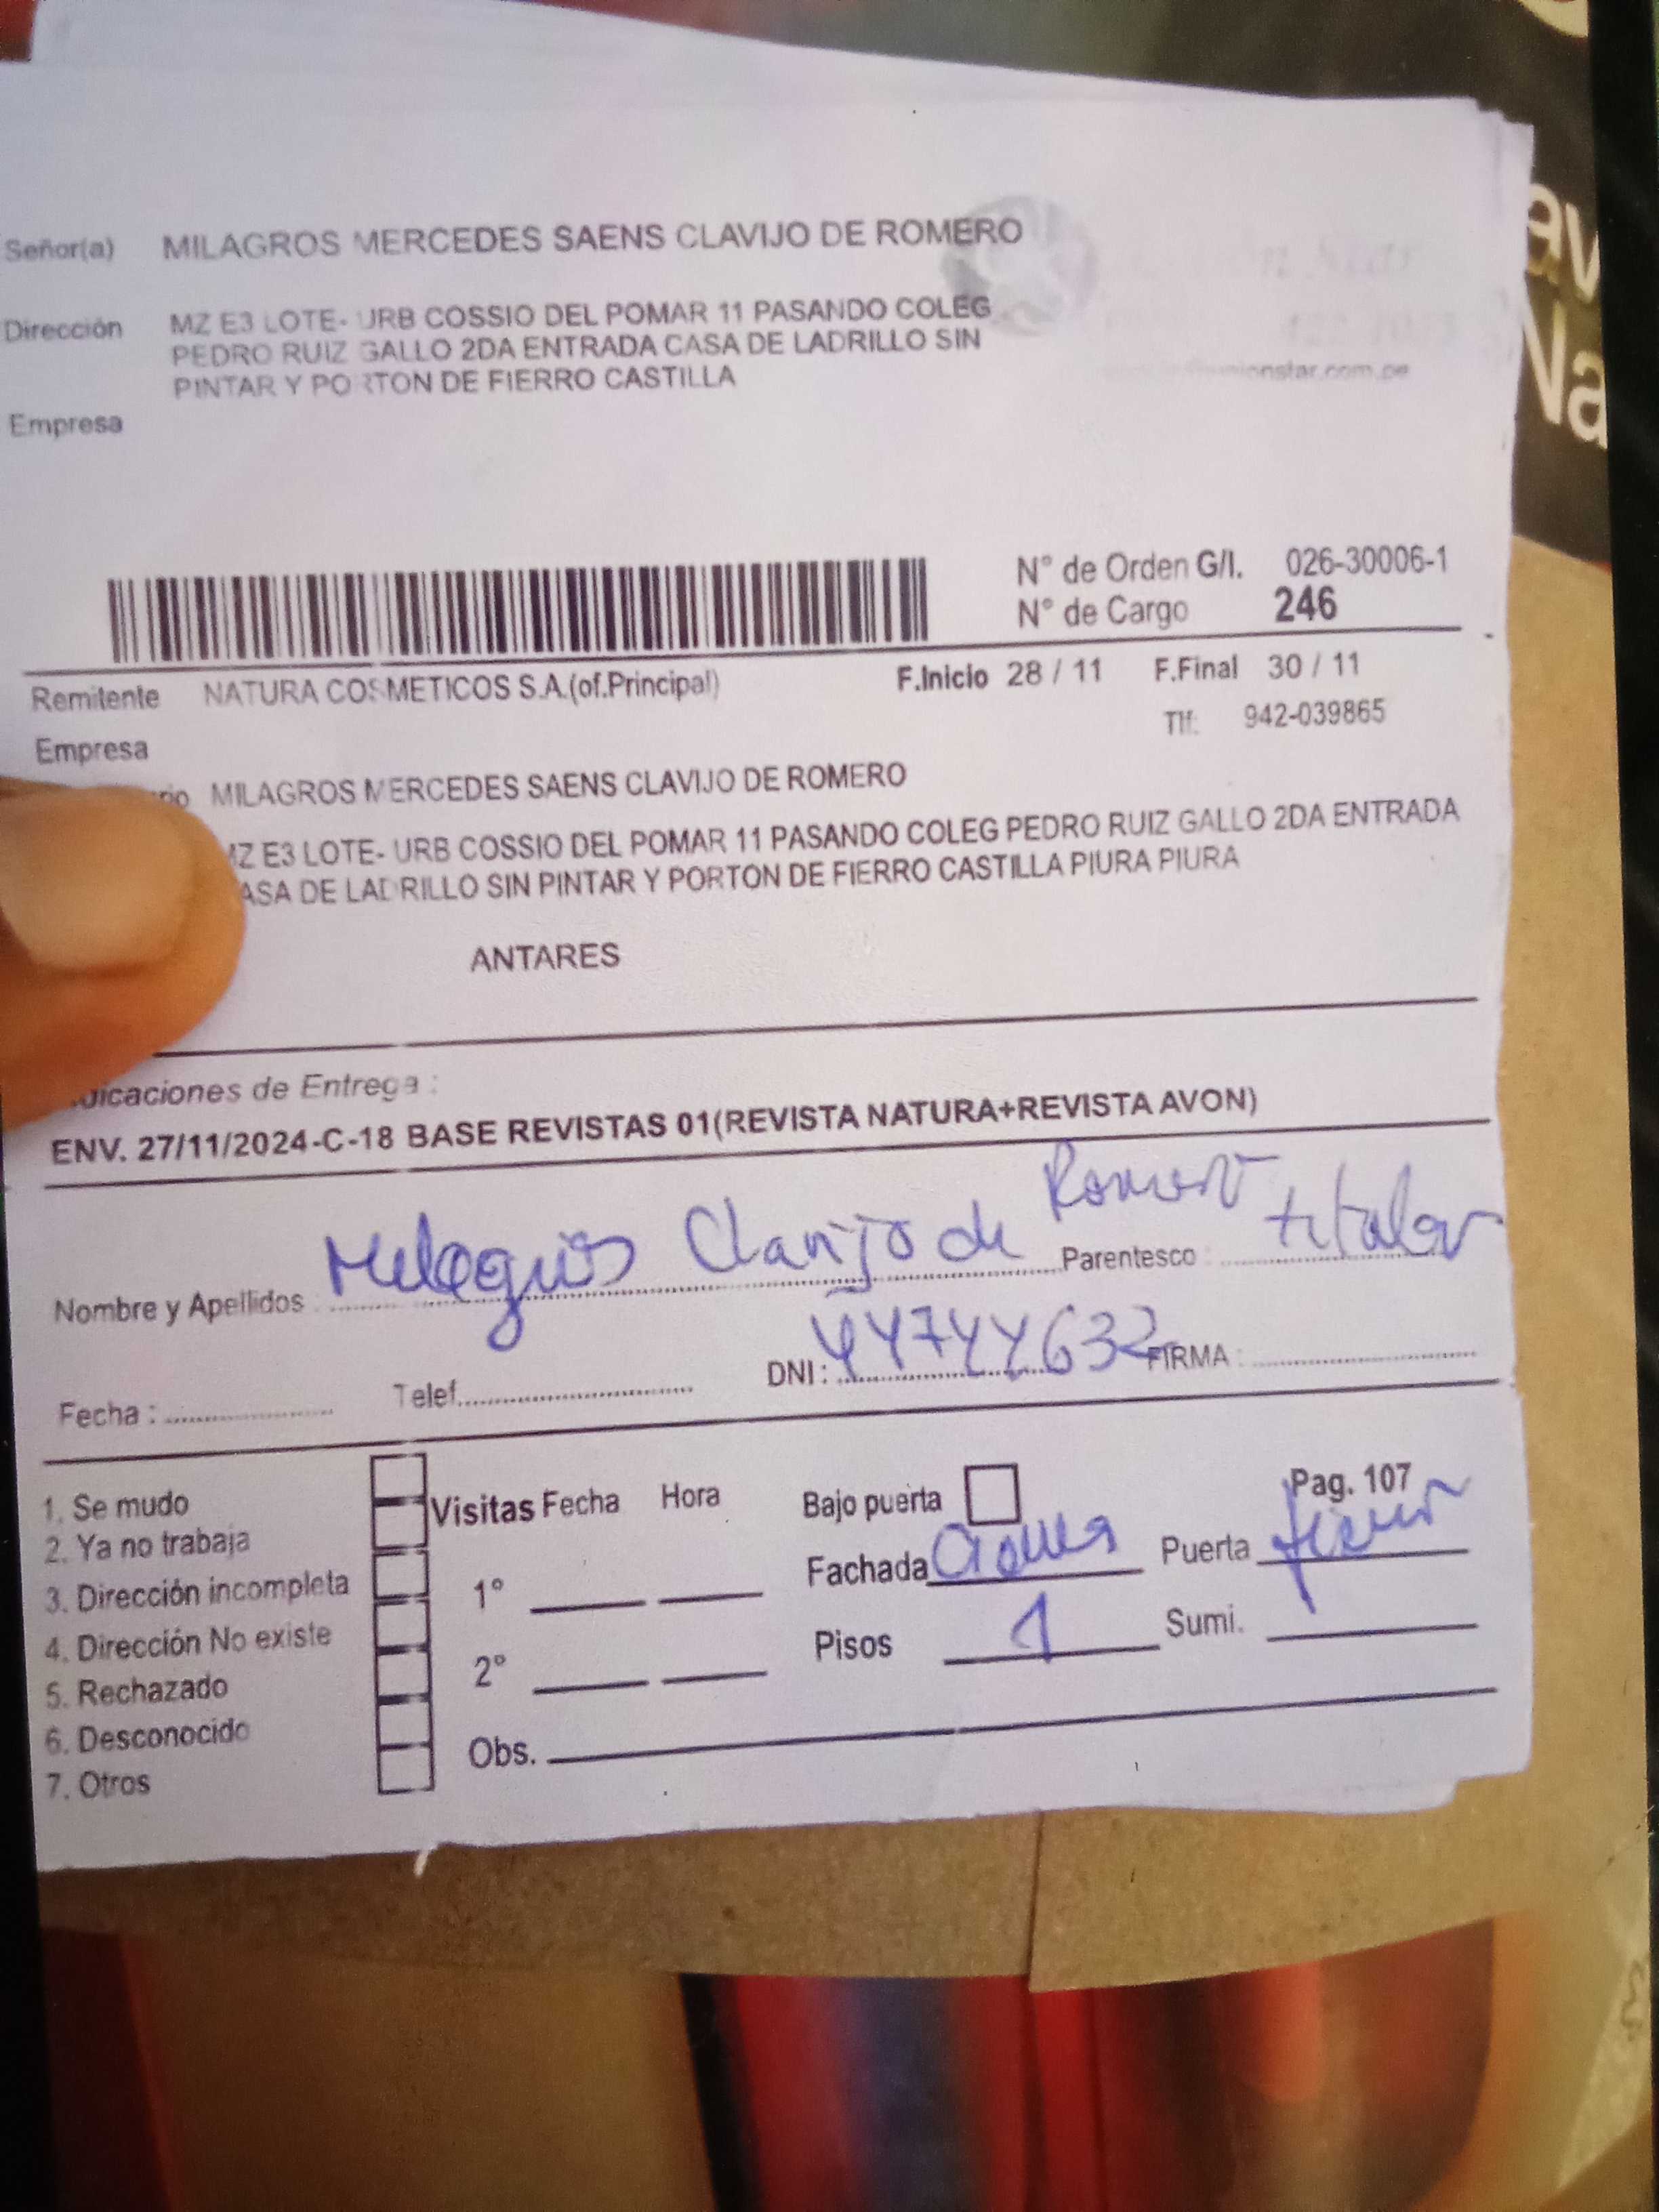 Señor(a) MILAGROS MERCEDES SAENS CLAVIJO DE ROMERO
Dirección MZ E3 LOTE- URB COSSIO DEL POMAR 11 PASANDO COLEG
PEDRO RUIZ GALLO 2DA ENTRADA CASA DE LADRILLO SIN
PINTAR Y PORTON DE FIERRO CASTILLA
Empresa
N° de Orden G/I. 026-30006-1
N° de Cargo 246
Remitente NATURA COSMETICOS S.A.(of.Principal) F.Inicio 28 / 11 F.Final 30 / 11
Tlf: 942-039865
Empresa
rio MILAGROS MERCEDES SAENS CLAVIJO DE ROMERO
MZ E3 LOTE- URB COSSIO DEL POMAR 11 PASANDO COLEG PEDRO RUIZ GALLO 2DA ENTRADA
ASA DE LADRILLO SIN PINTAR Y PORTON DE FIERRO CASTILLA PIURA PIURA
ANTARES
dicaciones de Entrega :
ENV. 27/11/2024-C-18 BASE REVISTAS 01(REVISTA NATURA+REVISTA AVON)
Nombre y Apellidos : Milagros Clavijo de Romero Parentesco : titular
Fecha : Telef. DNI : 44744632 FIRMA :
1. Se mudo
2. Ya no trabaja
3. Dirección incompleta
4. Dirección No existe
5. Rechazado
6. Desconocido
7. Otros
Visitas Fecha Hora
1°
2°
Obs.
Bajo puerta Pag. 107
Fachada Puerta fierro
Pisos 1 Sumi.